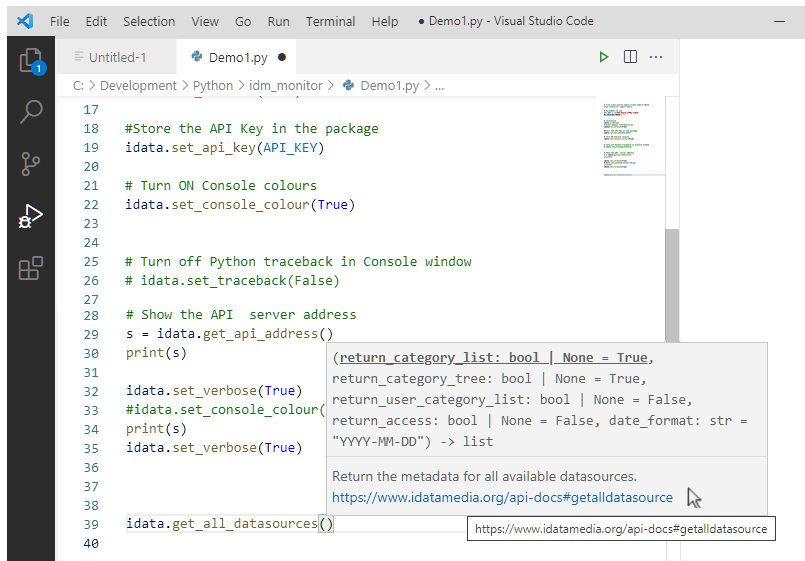 File Edit Selection View Go Run Terminal Help ● Demo1.py - Visual Studio Code
Untitled-1 Demo1.py ●
C: > Development > Python > idm_monitor > Demo1.py > ...
1
17
18 #Store the API Key in the package
19 idata.set_api_key(API_KEY)
20
21 # Turn ON Console colours
22 idata.set_console_colour(True)
23
24
25 # Turn off Python traceback in Console window
26 # idata.set_traceback(False)
27
28 # Show the API  server address
29 s = idata.get_api_address()
30 print(s)
31
32 idata.set_verbose(True)
33 #idata.set_console_colour(
34 print(s)
35 idata.set_verbose(True)
36
37
38
39 idata.get_all_datasources()
40
(return_category_list: bool | None = True,
return_category_tree: bool | None = True,
return_user_category_list: bool | None = False,
return_access: bool | None = False, date_format: str =
"YYYY-MM-DD") -> list
Return the metadata for all available datasources.
https://www.idatamedia.org/api-docs#getalldatasource
https://www.idatamedia.org/api-docs#getalldatasource